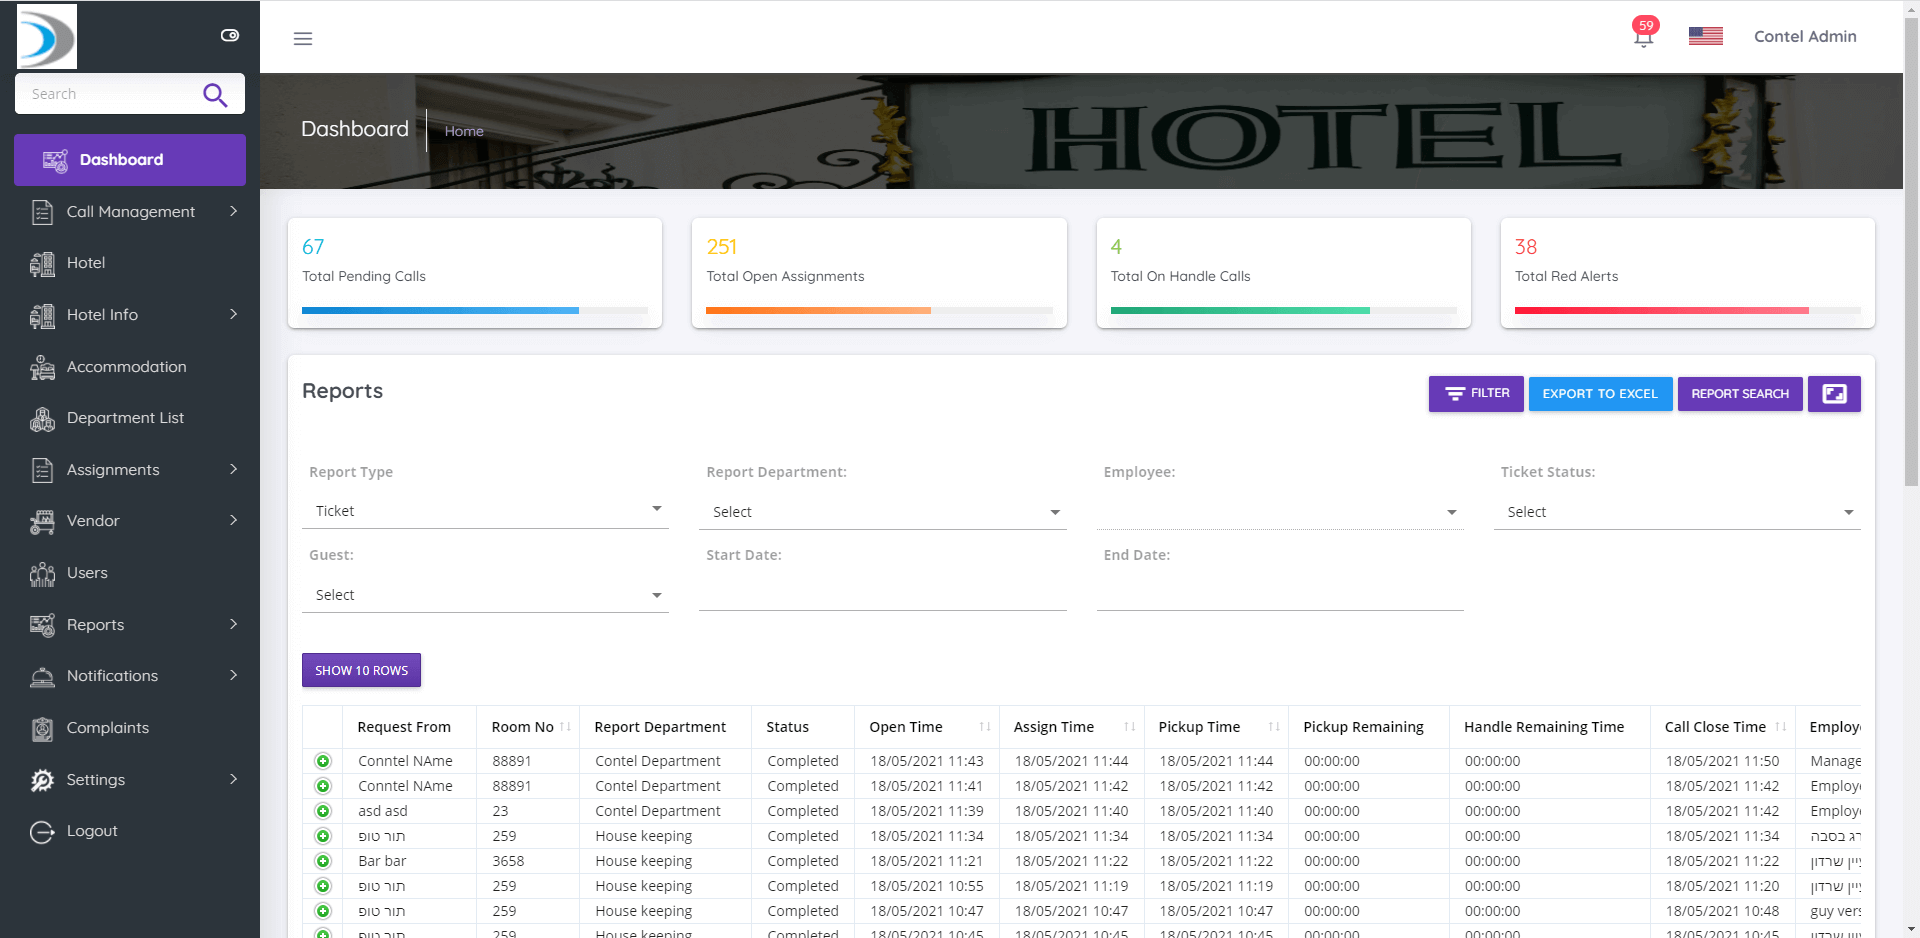 Search
Dashboard
Call Management
Hotel
Hotel Info
Accommodation
Department List
Assignments
Vendor
Users
Reports
Notifications
Complaints
Settings
Logout
59
Contel Admin
Dashboard
Home
HOTEL
67
Total Pending Calls
251
Total Open Assignments
4
Total On Handle Calls
38
Total Red Alerts
Reports
FILTER
EXPORT TO EXCEL
REPORT SEARCH
Report Type
Report Department:
Employee:
Ticket Status:
Ticket
Select
Select
Guest:
Start Date:
End Date:
Select
SHOW 10 ROWS
Request From Room No Report Department Status Open Time Assign Time Pickup Time Pickup Remaining Handle Remaining Time Call Close Time Employ
Conntel NAme 88891 Contel Department Completed 18/05/2021 11:43 18/05/2021 11:44 18/05/2021 11:44 00:00:00 00:00:00 18/05/2021 11:50 Manage
Conntel NAme 88891 Contel Department Completed 18/05/2021 11:41 18/05/2021 11:42 18/05/2021 11:42 00:00:00 00:00:00 18/05/2021 11:42 Employ
asd asd 23 Contel Department Completed 18/05/2021 11:39 18/05/2021 11:40 18/05/2021 11:40 00:00:00 00:00:00 18/05/2021 11:42 Employ
תור טופ 259 House keeping Completed 18/05/2021 11:34 18/05/2021 11:34 18/05/2021 11:34 00:00:00 00:00:00 18/05/2021 11:34 רג בסבה
Bar bar 3658 House keeping Completed 18/05/2021 11:21 18/05/2021 11:22 18/05/2021 11:22 00:00:00 00:00:00 18/05/2021 11:22 עיין שרדון
תור טופ 259 House keeping Completed 18/05/2021 10:55 18/05/2021 11:19 18/05/2021 11:19 00:00:00 00:00:00 18/05/2021 11:20 עיין שרדון
תור טופ 259 House keeping Completed 18/05/2021 10:47 18/05/2021 10:47 18/05/2021 10:47 00:00:00 00:00:00 18/05/2021 10:48 guy vers
תור טופ 259 House keeping Completed 18/05/2021 10:45 18/05/2021 10:45 18/05/2021 10:45 00:00:00 00:00:00 18/05/2021 10:45 עיין שרדון